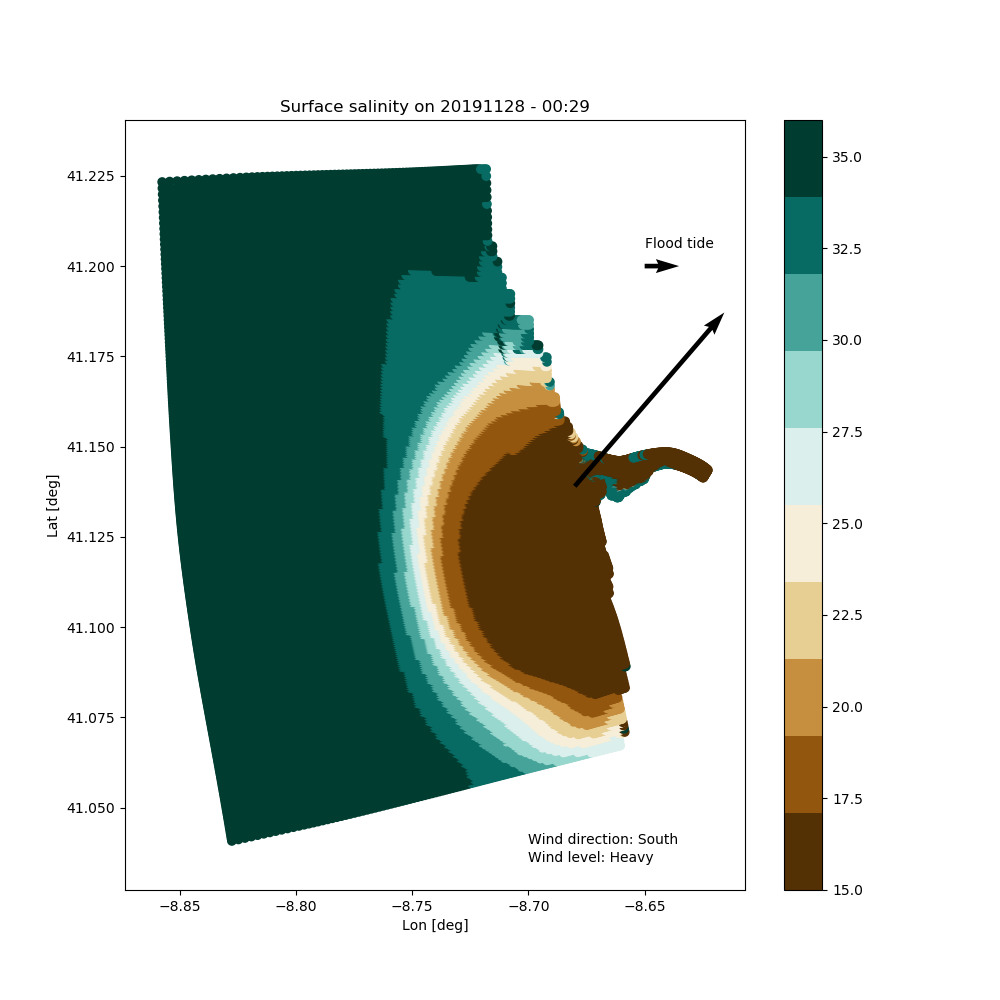 Surface salinity on 20191128 - 00:29
41.225
41.200
41.175
41.150
41.125
41.100
41.075
41.050
Lat [deg]
Flood tide
Wind direction: South
Wind level: Heavy
−8.85 −8.80 −8.75 −8.70 −8.65
Lon [deg]
35.0
32.5
30.0
27.5
25.0
22.5
20.0
17.5
15.0